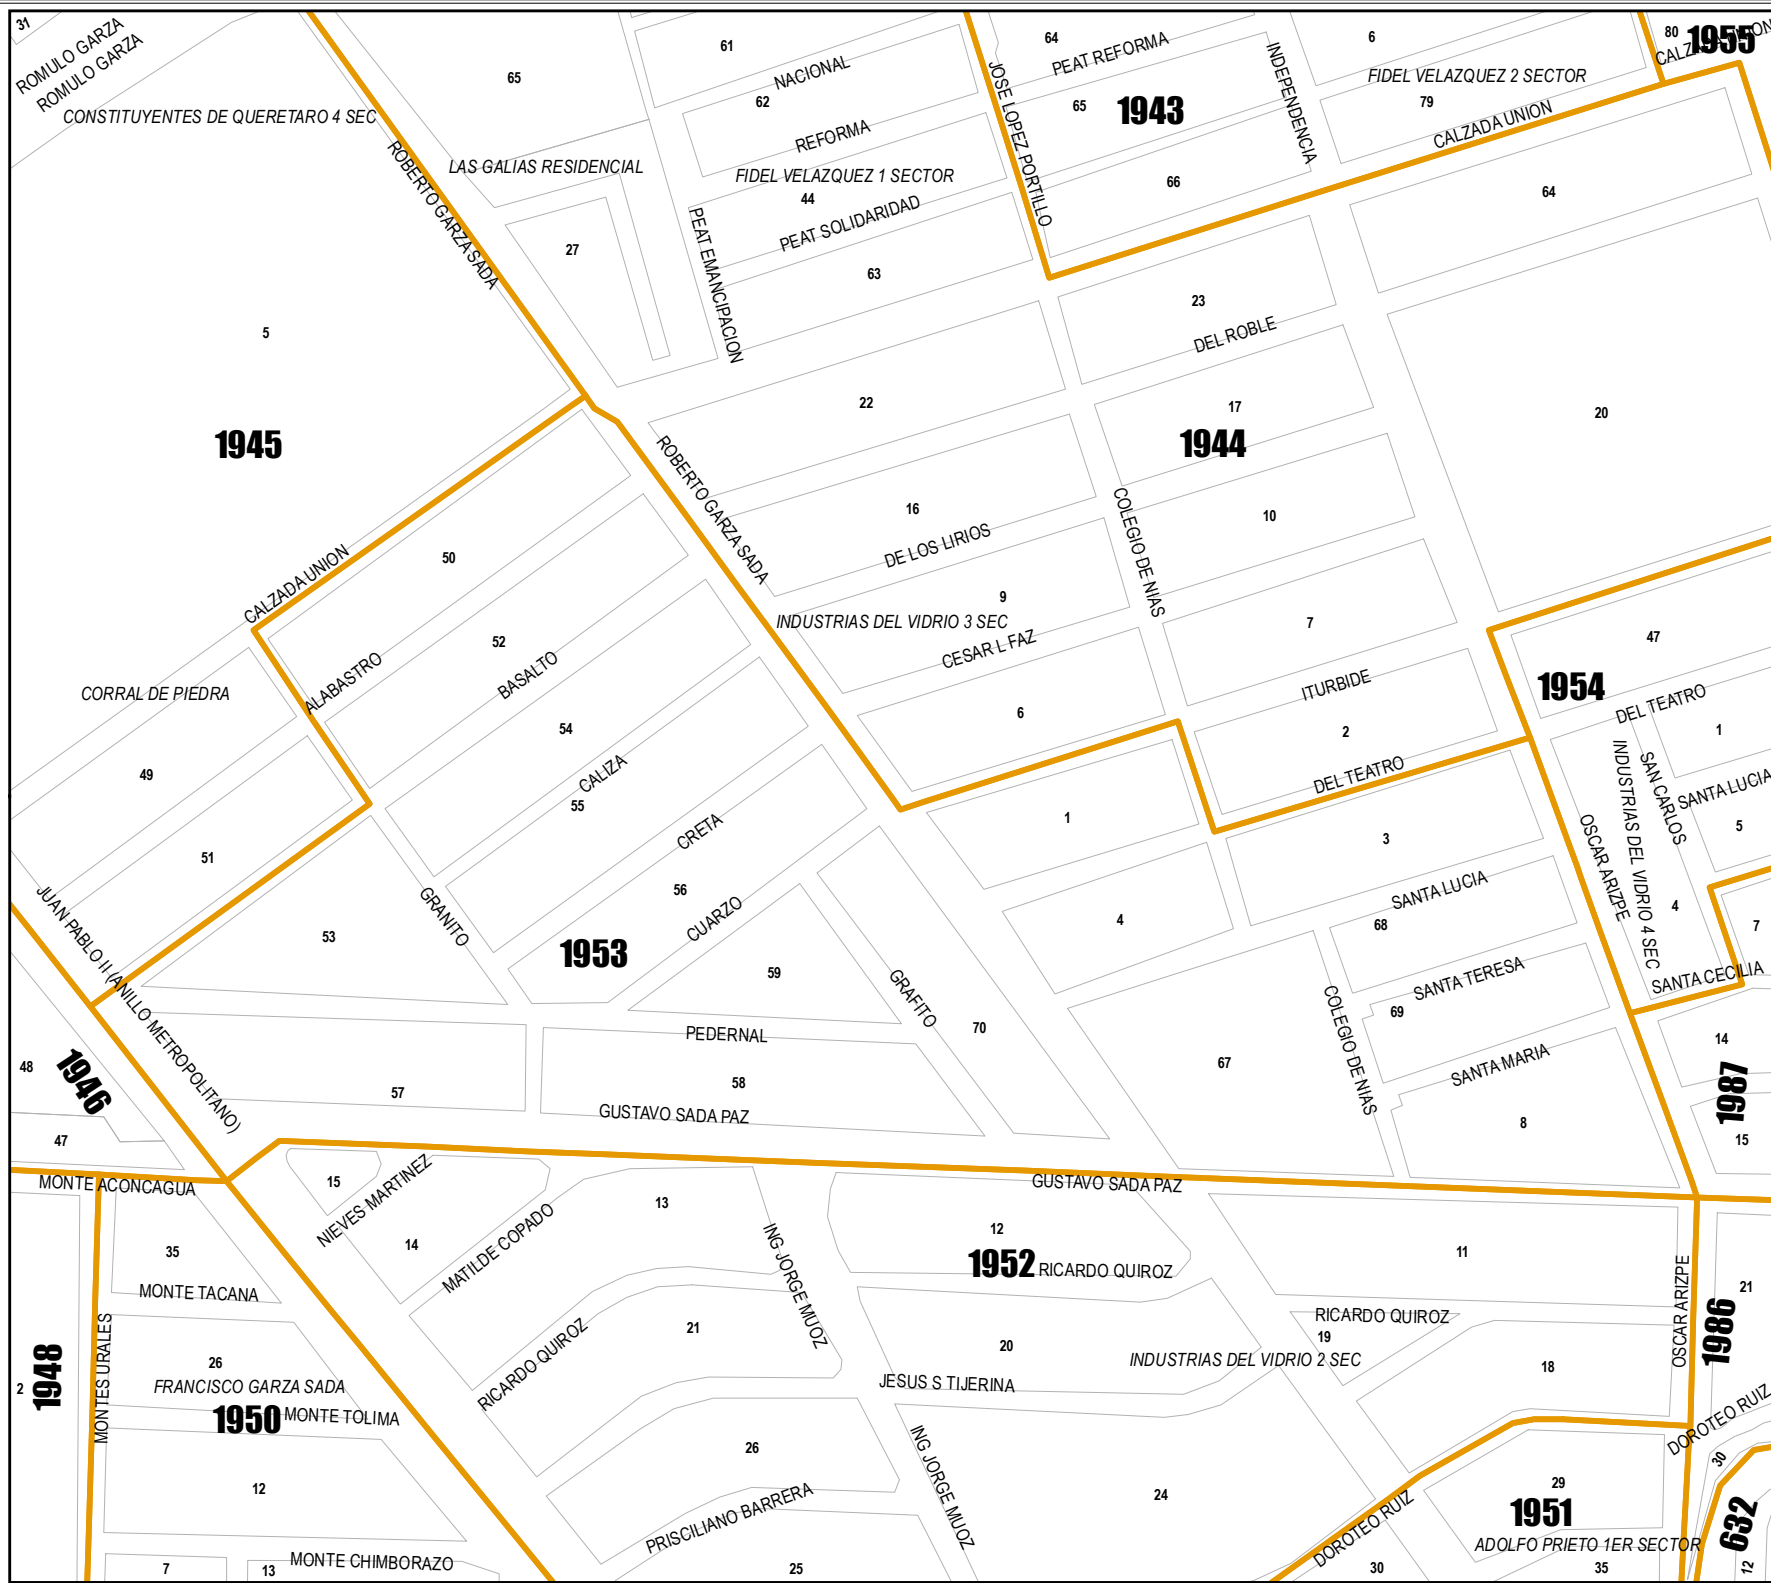 31
ROMULO GARZA
ROMULO GARZA
CONSTITUYENTES DE QUERETARO 4 SEC
65
61
NACIONAL
62
REFORMA
64
PEAT REFORMA
65
1943
INDEPENDENCIA
6
FIDEL VELAZQUEZ 2 SECTOR
79
80
1955
CALZADA UNION
CALZADA UNION
JOSE LOPEZ PORTILLO
ROBERTO GARZA SADA
LAS GALIAS RESIDENCIAL
FIDEL VELAZQUEZ 1 SECTOR
44
PEAT SOLIDARIDAD
66
64
27
PEAT EMANCIPACION
63
23
DEL ROBLE
5
1945
22
17
1944
20
ROBERTO GARZA SADA
16
DE LOS LIRIOS
COLEGIO DE NIAS
10
50
CALZADA UNION
9
INDUSTRIAS DEL VIDRIO 3 SEC
CESAR L FAZ
7
47
52
ALABASTRO
BASALTO
CORRAL DE PIEDRA
ITURBIDE
1954
DEL TEATRO
6
2
1
54
DEL TEATRO
49
CALIZA
55
SAN CARLOS
INDUSTRIAS DEL VIDRIO 4 SEC
SANTA LUCIA
1
CRETA
3
5
51
OSCAR ARIZPE
JUAN PABLO II (ANILLO METROPOLITANO)
GRANITO
56
CUARZO
SANTA LUCIA
4
4
68
7
53
1953
59
GRAFITO
SANTA TERESA
SANTA CECILIA
COLEGIO DE NIAS
69
70
PEDERNAL
14
48
1946
67
SANTA MARIA
1987
58
57
GUSTAVO SADA PAZ
8
47
15
MONTE ACONCAGUA
15
NIEVES MARTINEZ
GUSTAVO SADA PAZ
13
14
MATILDE COPADO
ING JORGE MUOZ
12
1952
RICARDO QUIROZ
11
35
MONTE TACANA
OSCAR ARIZPE
21
RICARDO QUIROZ
19
1986
MONTES URALES
RICARDO QUIROZ
21
20
INDUSTRIAS DEL VIDRIO 2 SEC
18
1948
2
26
FRANCISCO GARZA SADA
JESUS S TIJERINA
1950
MONTE TOLIMA
DOROTEO RUIZ
26
ING JORGE MUOZ
30
12
24
29
PRISCILIANO BARRERA
1951
632
DOROTEO RUIZ
ADOLFO PRIETO 1ER SECTOR
MONTE CHIMBORAZO
7
13
25
30
35
12